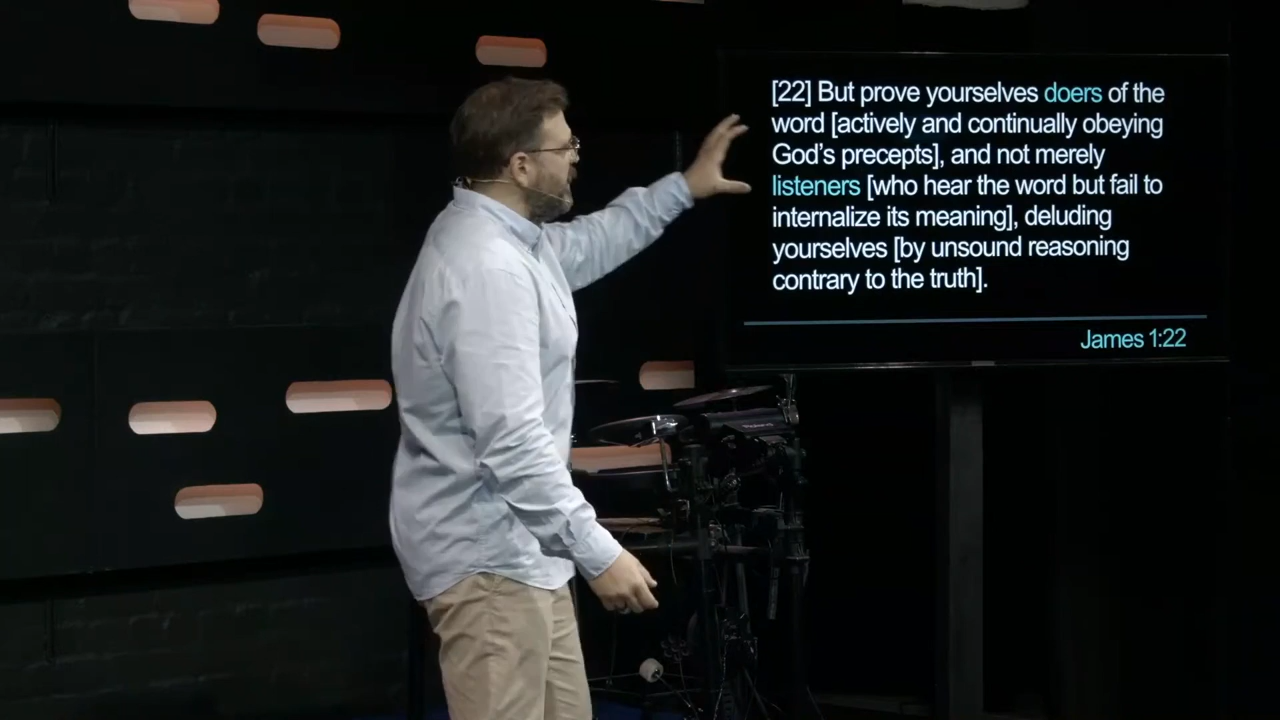 [22] But prove yourselves doers of the
word [actively and continually obeying
God's precepts], and not merely
listeners [who hear the word but fail to
internalize its meaning], deluding
yourselves [by unsound reasoning
contrary to the truth].
James 1:22
Roland